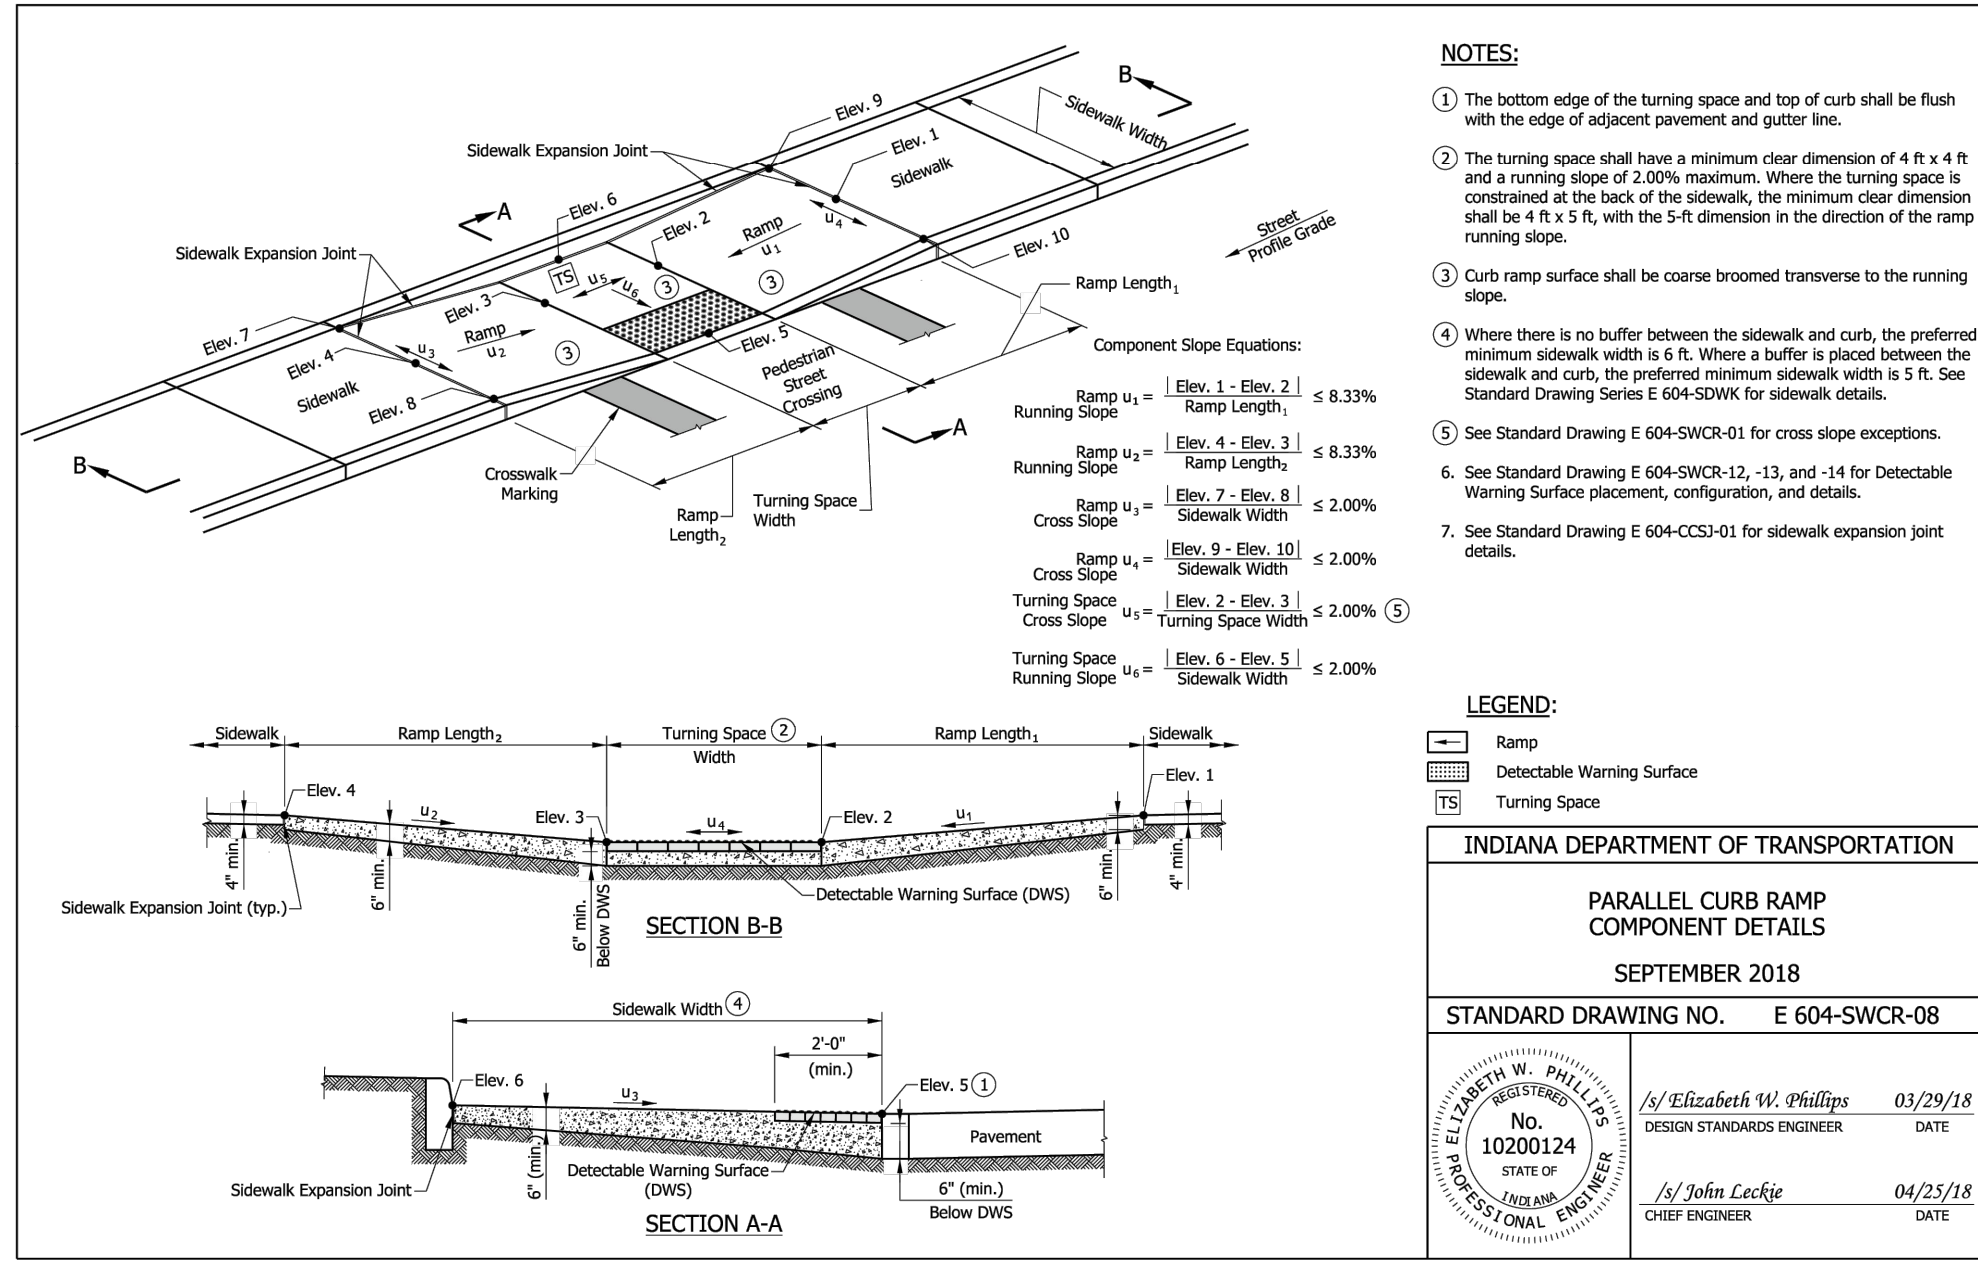 B
Elev. 9
Sidewalk Width
Elev. 1
Sidewalk Expansion Joint
Sidewalk
Elev. 6
A
Elev. 2
Ramp
u₁
u₄
Elev. 10
Street
Profile Grade
Sidewalk Expansion Joint
TS
u₅
u₆
3
3
Ramp Length₁
Elev. 3
Ramp
u₂
3
Elev. 7
u₃
Elev. 4
Sidewalk
Elev. 8
Elev. 5
Pedestrian
Street
Crossing
A
B
Crosswalk
Marking
Ramp
Length₂
Turning Space
Width
Component Slope Equations:
Ramp u₁ = | Elev. 1 - Elev. 2 | ≤ 8.33%
Running Slope Ramp Length₁
Ramp u₂ = | Elev. 4 - Elev. 3 | ≤ 8.33%
Running Slope Ramp Length₂
Ramp u₃ = | Elev. 7 - Elev. 8 | ≤ 2.00%
Cross Slope Sidewalk Width
Ramp u₄ = |Elev. 9 - Elev. 10| ≤ 2.00%
Cross Slope Sidewalk Width
Turning Space u₅ = | Elev. 2 - Elev. 3 | ≤ 2.00% 5
Cross Slope Turning Space Width
Turning Space u₆ = | Elev. 6 - Elev. 5 | ≤ 2.00%
Running Slope Sidewalk Width
NOTES:
1 The bottom edge of the turning space and top of curb shall be flush
with the edge of adjacent pavement and gutter line.
2 The turning space shall have a minimum clear dimension of 4 ft x 4 ft
and a running slope of 2.00% maximum. Where the turning space is
constrained at the back of the sidewalk, the minimum clear dimension
shall be 4 ft x 5 ft, with the 5-ft dimension in the direction of the ramp
running slope.
3 Curb ramp surface shall be coarse broomed transverse to the running
slope.
4 Where there is no buffer between the sidewalk and curb, the preferred
minimum sidewalk width is 6 ft. Where a buffer is placed between the
sidewalk and curb, the preferred minimum sidewalk width is 5 ft. See
Standard Drawing Series E 604-SDWK for sidewalk details.
5 See Standard Drawing E 604-SWCR-01 for cross slope exceptions.
6. See Standard Drawing E 604-SWCR-12, -13, and -14 for Detectable
Warning Surface placement, configuration, and details.
7. See Standard Drawing E 604-CCSJ-01 for sidewalk expansion joint
details.
Sidewalk Ramp Length₂ Turning Space 2 Ramp Length₁ Sidewalk
Width
Elev. 4
u₂
Elev. 3
u₄
Elev. 2
u₁
Elev. 1
4" min.
6" min.
6" min.
Below DWS
6" min.
4" min.
Sidewalk Expansion Joint (typ.)
Detectable Warning Surface (DWS)
SECTION B-B
Sidewalk Width 4
2'-0"
(min.)
Elev. 6
u₃
Elev. 5 1
Pavement
6" (min.)
Detectable Warning Surface
(DWS)
Sidewalk Expansion Joint
6" (min.)
Below DWS
SECTION A-A
LEGEND:
Ramp
Detectable Warning Surface
TS Turning Space
INDIANA DEPARTMENT OF TRANSPORTATION
PARALLEL CURB RAMP
COMPONENT DETAILS
SEPTEMBER 2018
STANDARD DRAWING NO. E 604-SWCR-08
ELIZABETH W. PHILLIPS
REGISTERED
No.
10200124
STATE OF
INDIANA
PROFESSIONAL ENGINEER
/s/ Elizabeth W. Phillips 03/29/18
DESIGN STANDARDS ENGINEER DATE
/s/ John Leckie 04/25/18
CHIEF ENGINEER DATE